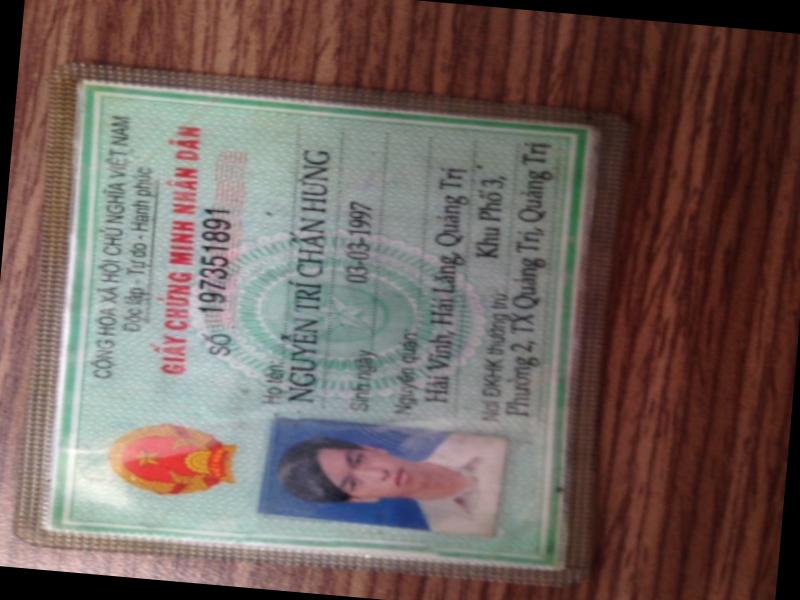 CỘNG HÒA XÃ HỘI CHỦ NGHĨA VIỆT NAM
Độc lập - Tự do - Hạnh phúc
GIẤY CHỨNG MINH NHÂN DÂN
SỐ 197351891
Họ tên:
NGUYỄN TRÍ CHẤN HƯNG
Sinh ngày 03-03-1997
Nguyên quán:
Hải Vĩnh, Hải Lăng, Quảng Trị
Nơi ĐKHK thường trú: Khu Phố 3,
Phường 2, TX Quảng Trị, Quảng Trị